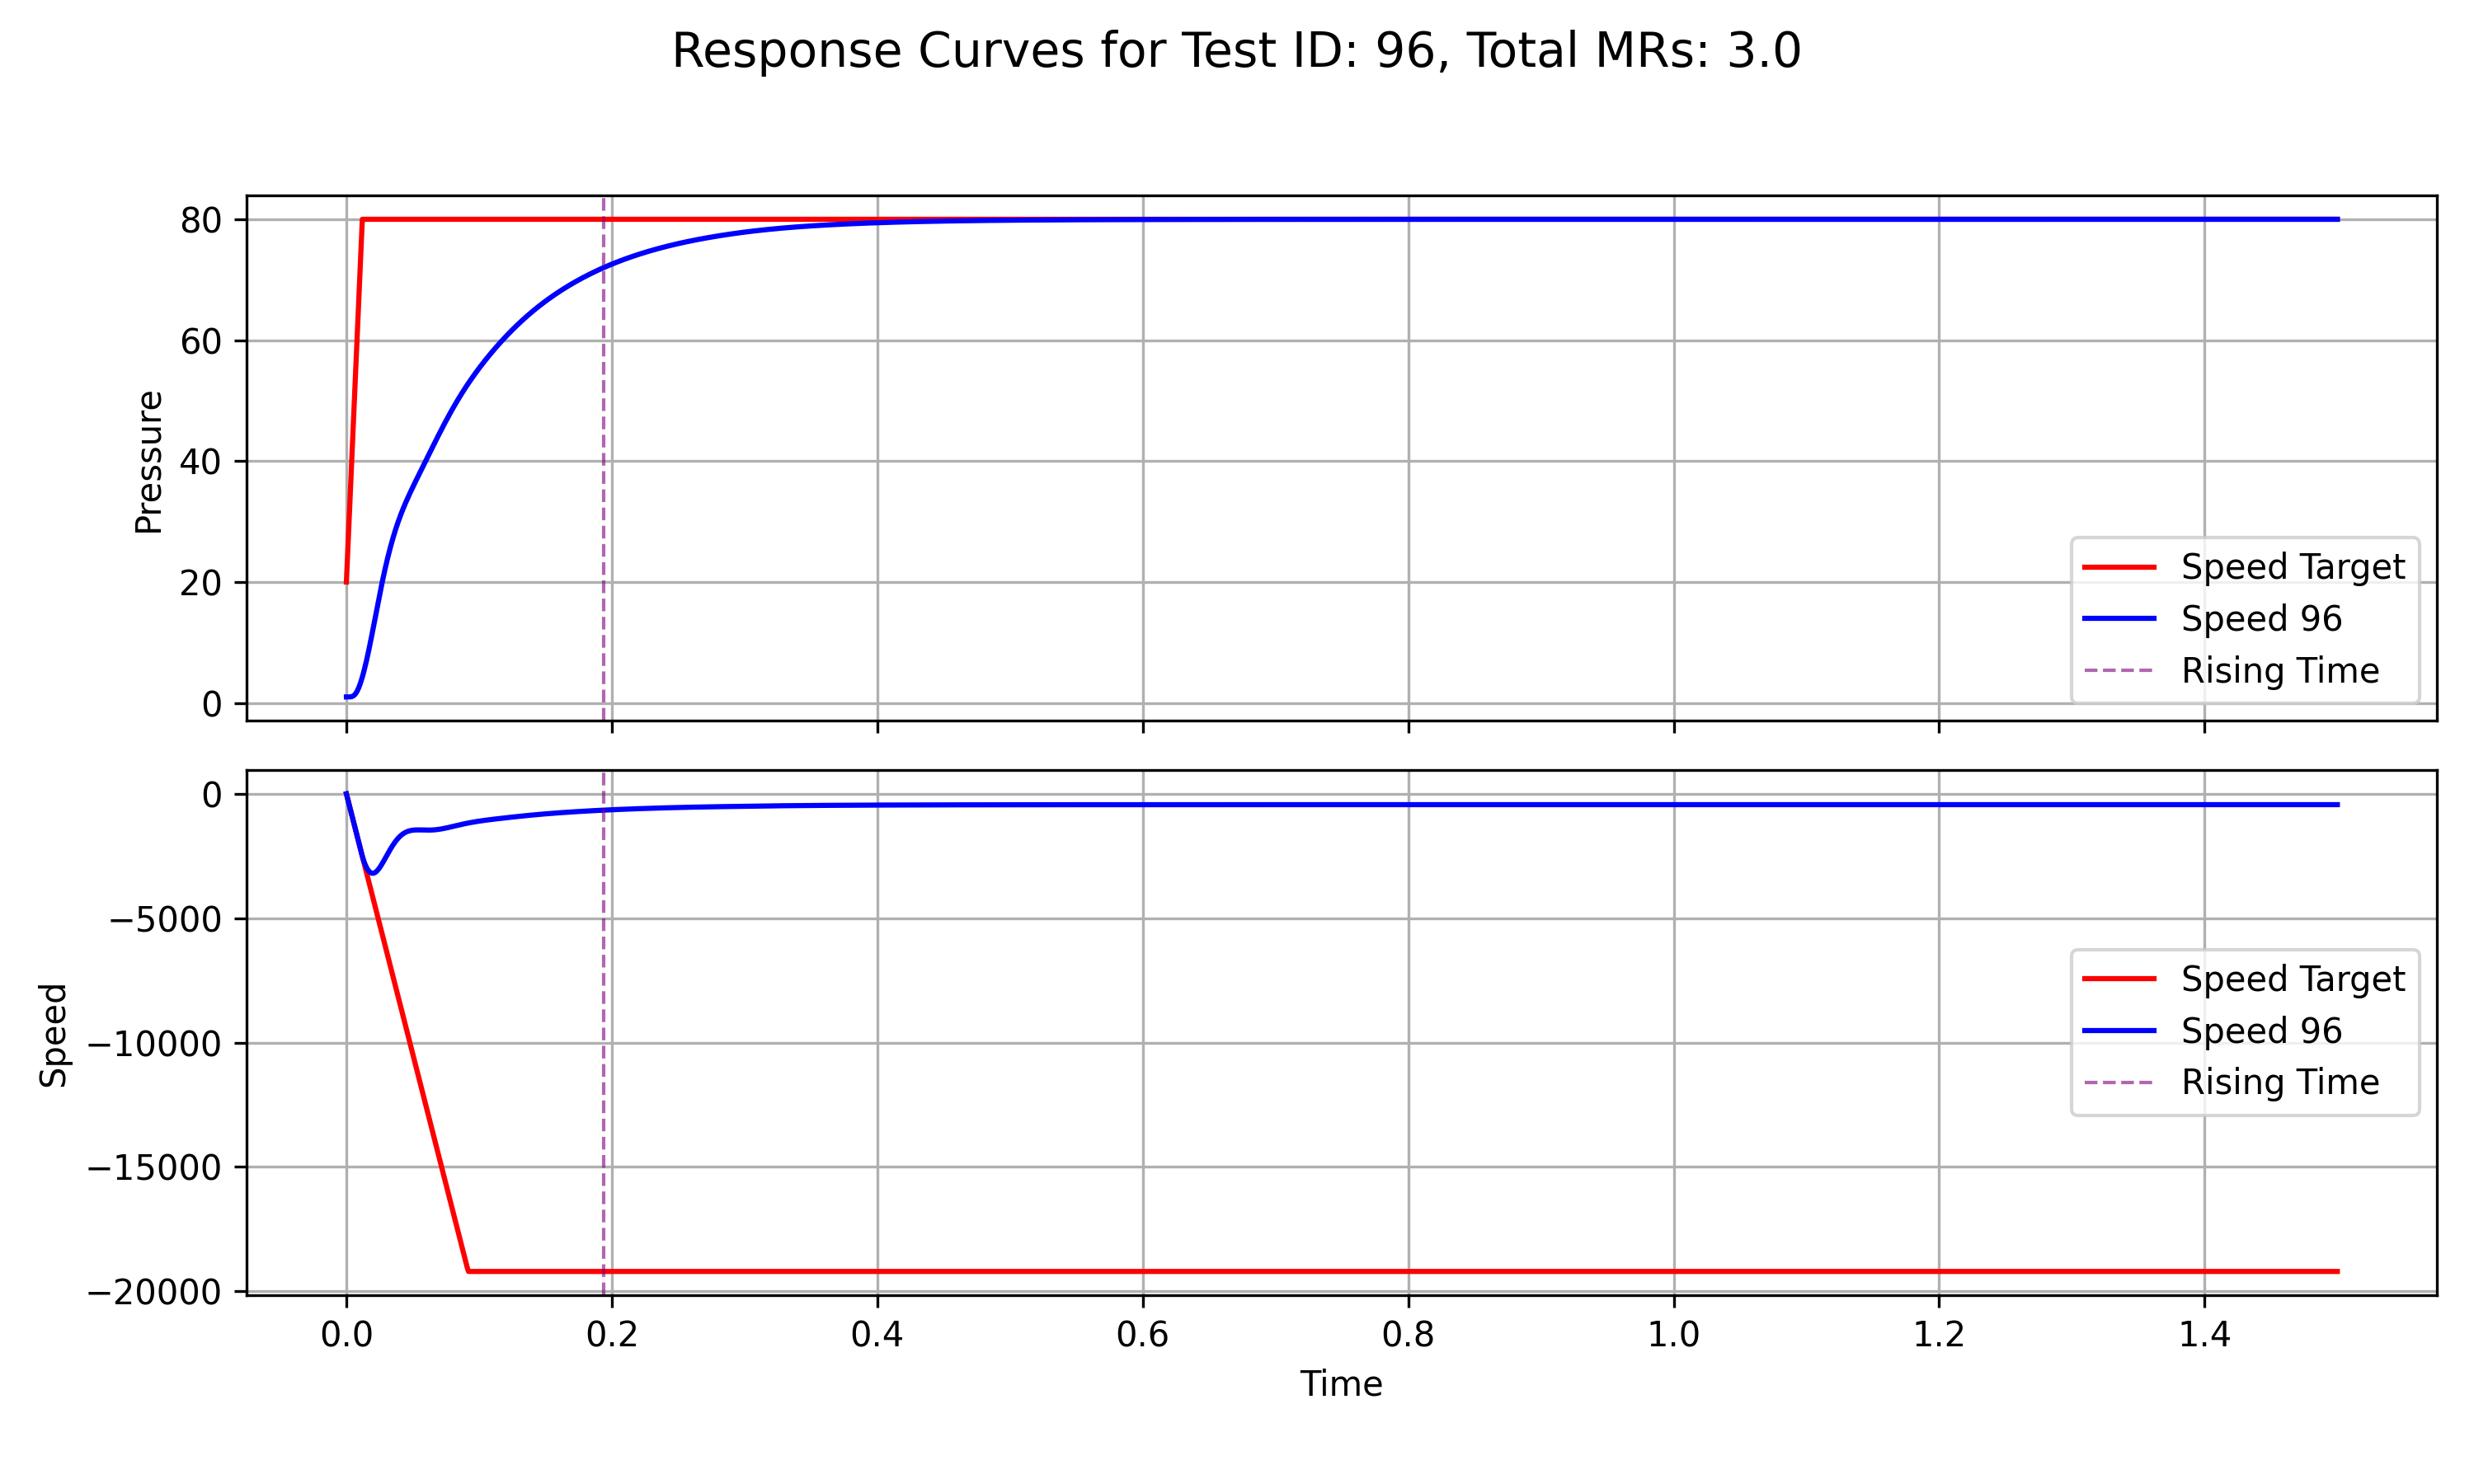 Response Curves for Test ID: 96, Total MRs: 3.0
80
60
40
20
0
Pressure
Speed Target
Speed 96
Rising Time
0
−5000
−10000
−15000
−20000
Speed
Speed Target
Speed 96
Rising Time
0.0 0.2 0.4 0.6 0.8 1.0 1.2 1.4
Time